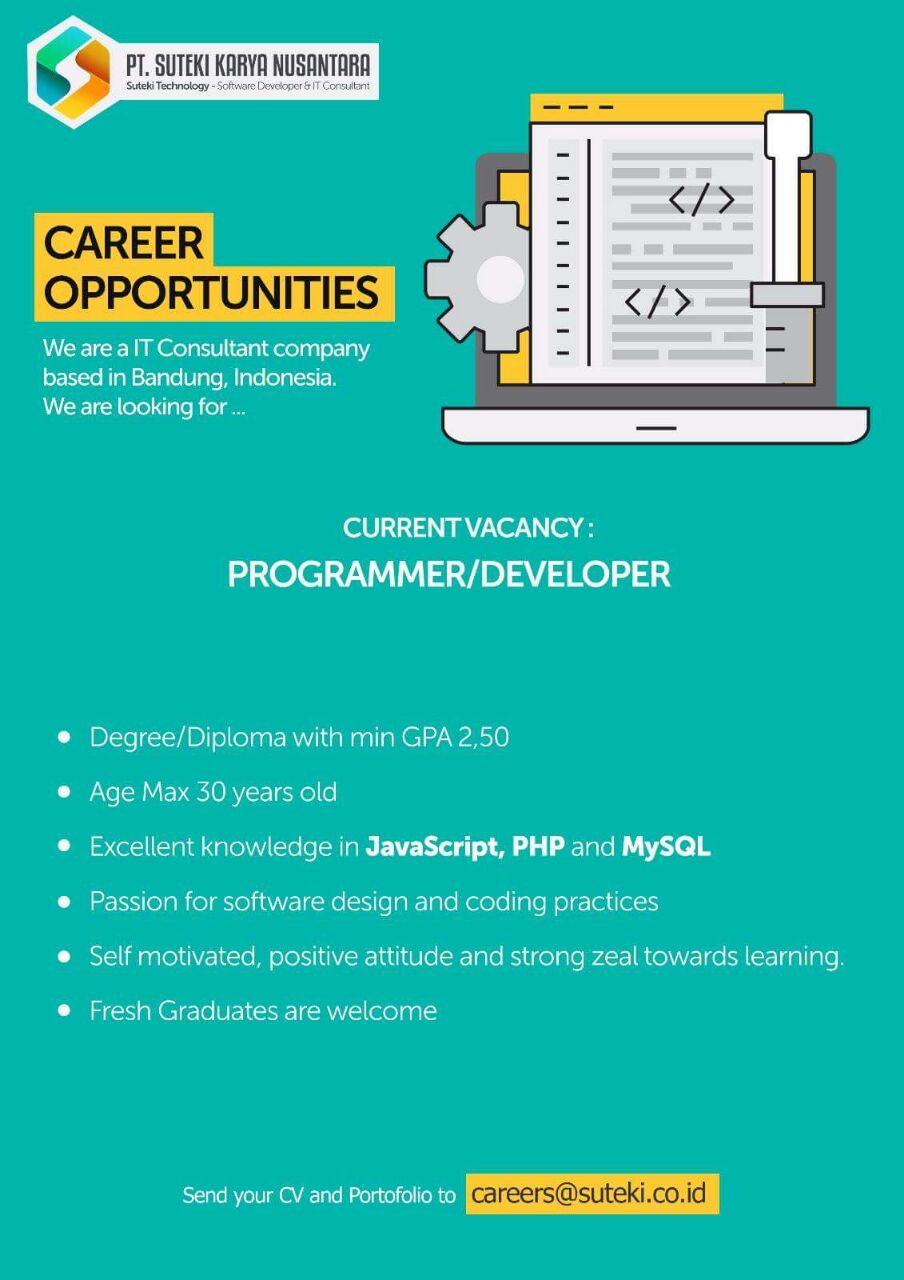 PT. SUTEKI KARYA NUSANTARA
Suteki Technology - Software Developer & IT Consultant
CAREER
OPPORTUNITIES
We are a IT Consultant company
based in Bandung, Indonesia.
We are looking for ...
</>
</>
CURRENT VACANCY :
PROGRAMMER/DEVELOPER
• Degree/Diploma with min GPA 2,50
• Age Max 30 years old
• Excellent knowledge in JavaScript, PHP and MySQL
• Passion for software design and coding practices
• Self motivated, positive attitude and strong zeal towards learning.
• Fresh Graduates are welcome
Send your CV and Portofolio to careers@suteki.co.id